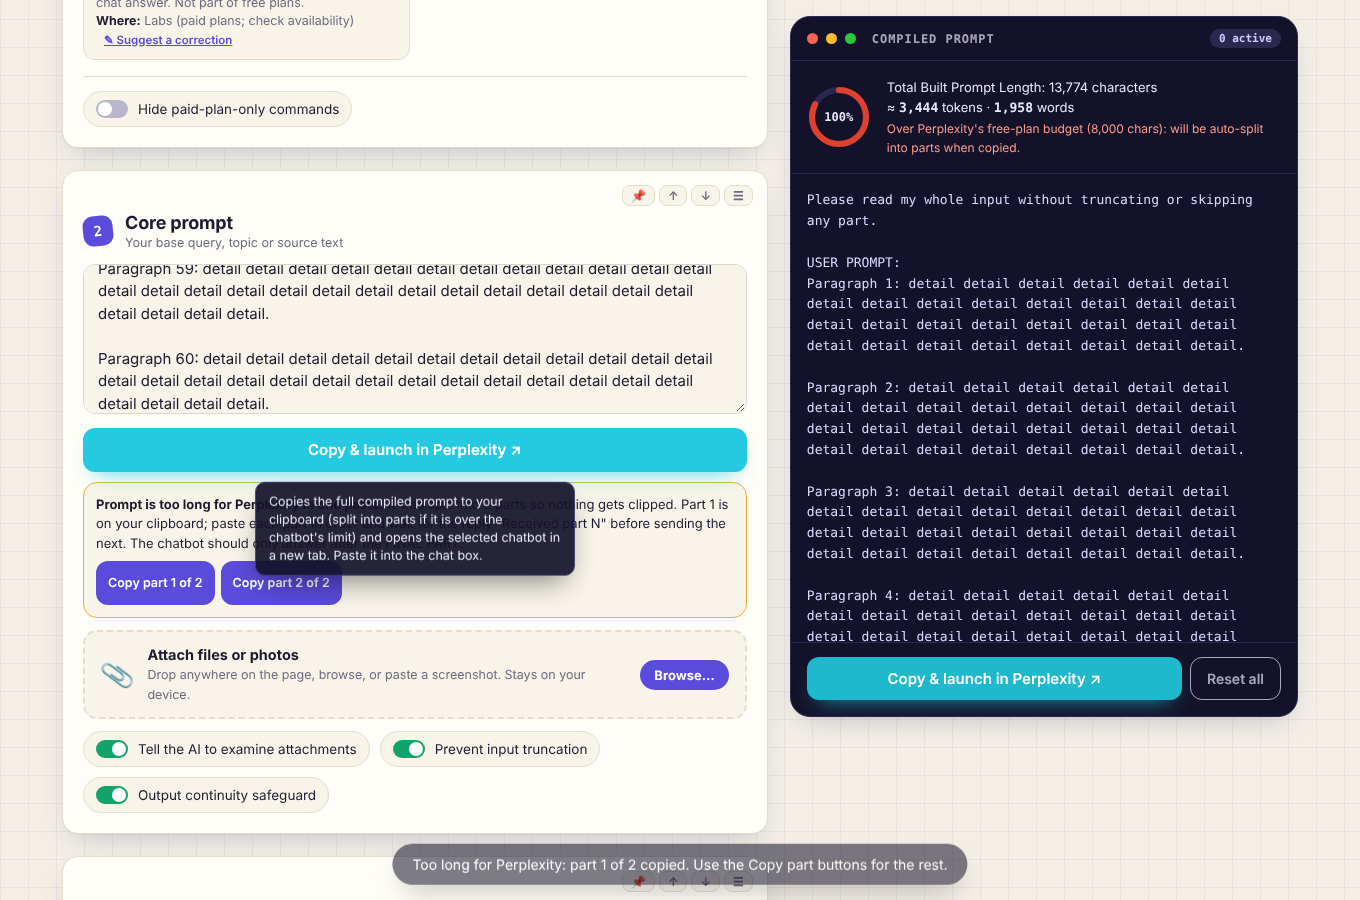 chat answer. Not part of free plans.
Where: Labs (paid plans; check availability)
✎ Suggest a correction
Hide paid-plan-only commands
2
Core prompt
Your base query, topic or source text
Paragraph 59: detail detail detail detail detail detail detail detail detail detail detail detail
detail detail detail detail detail detail detail detail detail detail detail detail detail detail
detail detail detail detail.
Paragraph 60: detail detail detail detail detail detail detail detail detail detail detail detail
detail detail detail detail detail detail detail detail detail detail detail detail detail detail
detail detail detail detail.
Copy & launch in Perplexity ↗
Prompt is too long for Per
parts so nothing gets clipped. Part 1 is
on your clipboard; paste
"Received part N" before sending the
next. The chatbot should
Copies the full compiled prompt to your
clipboard (split into parts if it is over the
chatbot's limit) and opens the selected chatbot in
a new tab. Paste it into the chat box.
Copy part 1 of 2
Copy part 2 of 2
Attach files or photos
Drop anywhere on the page, browse, or paste a screenshot. Stays on your
device.
Browse...
Tell the AI to examine attachments
Prevent input truncation
Output continuity safeguard
COMPILED PROMPT
0 active
100%
Total Built Prompt Length: 13,774 characters
≈ 3,444 tokens · 1,958 words
Over Perplexity's free-plan budget (8,000 chars): will be auto-split
into parts when copied.
Please read my whole input without truncating or skipping
any part.
USER PROMPT:
Paragraph 1: detail detail detail detail detail detail
detail detail detail detail detail detail detail detail
detail detail detail detail detail detail detail detail
detail detail detail detail detail detail detail detail.
Paragraph 2: detail detail detail detail detail detail
detail detail detail detail detail detail detail detail
detail detail detail detail detail detail detail detail
detail detail detail detail detail detail detail detail.
Paragraph 3: detail detail detail detail detail detail
detail detail detail detail detail detail detail detail
detail detail detail detail detail detail detail detail
detail detail detail detail detail detail detail detail.
Paragraph 4: detail detail detail detail detail detail
detail detail detail detail detail detail detail detail
detail detail detail detail detail detail detail detail
Copy & launch in Perplexity ↗
Reset all
Too long for Perplexity: part 1 of 2 copied. Use the Copy part buttons for the rest.